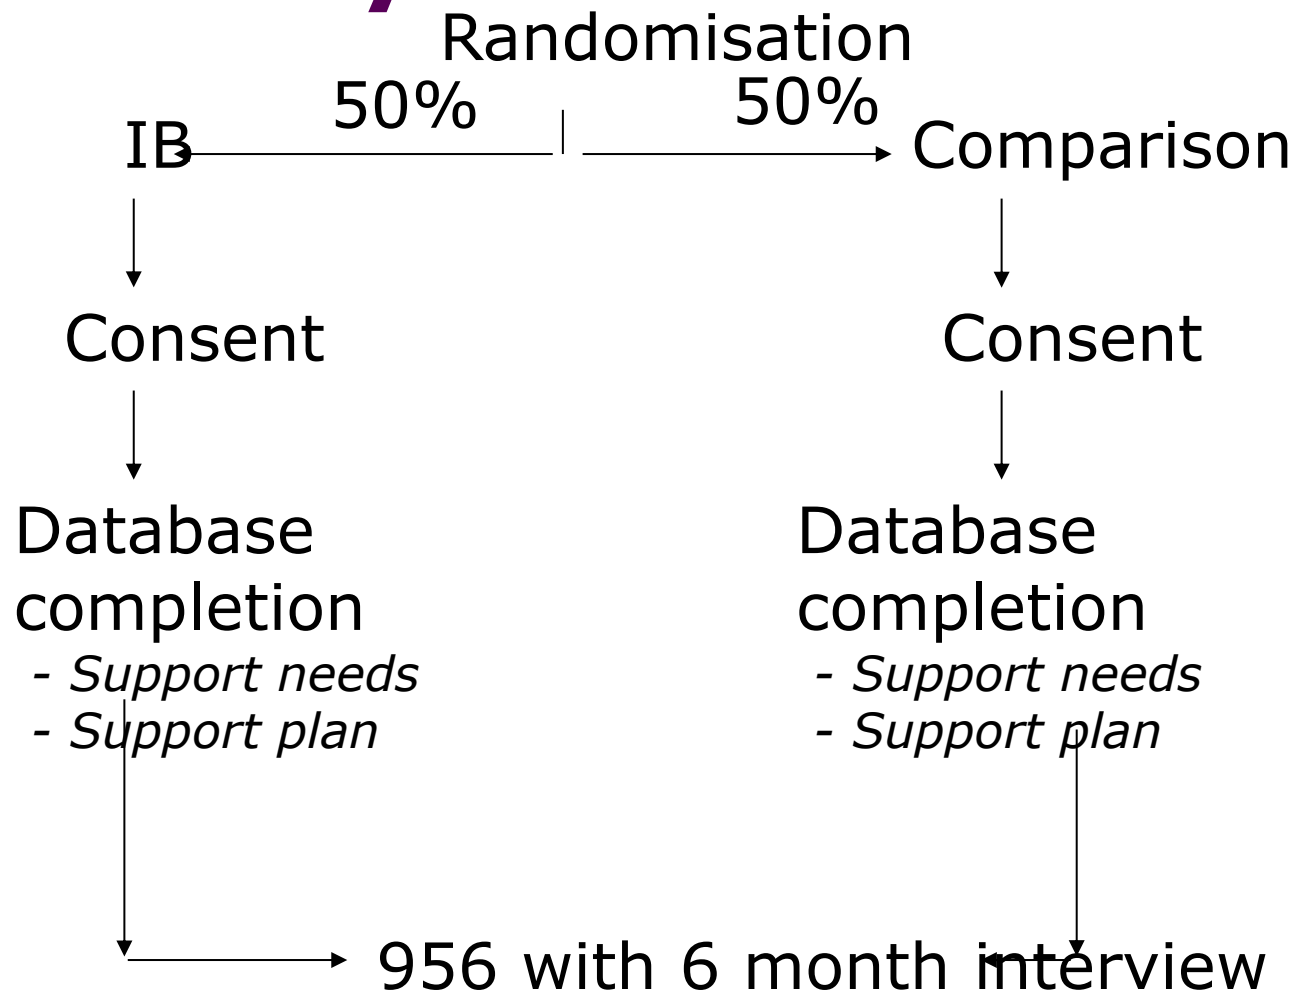 Randomisation
50%
50%
IB
Comparison
Consent
Consent
Database
completion
- Support needs
- Support plan
Database
completion
- Support needs
- Support plan
956 with 6 month interview